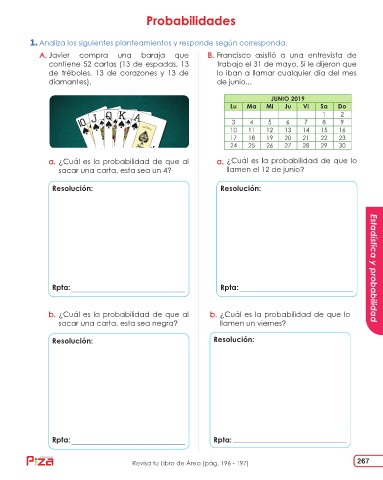 Probabilidades
1. Analiza los siguientes planteamientos y responde según corresponda.
A. Javier compra una baraja que
contiene 52 cartas (13 de espadas, 13
de tréboles, 13 de corazones y 13 de
diamantes).
10 J Q K A
a. ¿Cuál es la probabilidad de que al
sacar una carta, esta sea un 4?
Resolución:
Rpta:
b. ¿Cuál es la probabilidad de que al
sacar una carta, esta sea negra?
Resolución:
Rpta:
B. Francisco asistió a una entrevista de
trabajo el 31 de mayo. Si le dijeron que
lo iban a llamar cualquier día del mes
de junio...
JUNIO 2019
Lu Ma Mi Ju Vi Sa Do
1 2
3 4 5 6 7 8 9
10 11 12 13 14 15 16
17 18 19 20 21 22 23
24 25 26 27 28 29 30
a. ¿Cuál es la probabilidad de que lo
llamen el 12 de junio?
Resolución:
Rpta:
b. ¿Cuál es la probabilidad de que lo
llamen un viernes?
Resolución:
Rpta:
Estadística y probabilidad
Revisa tu Libro de Área (pág. 196 - 197)
267